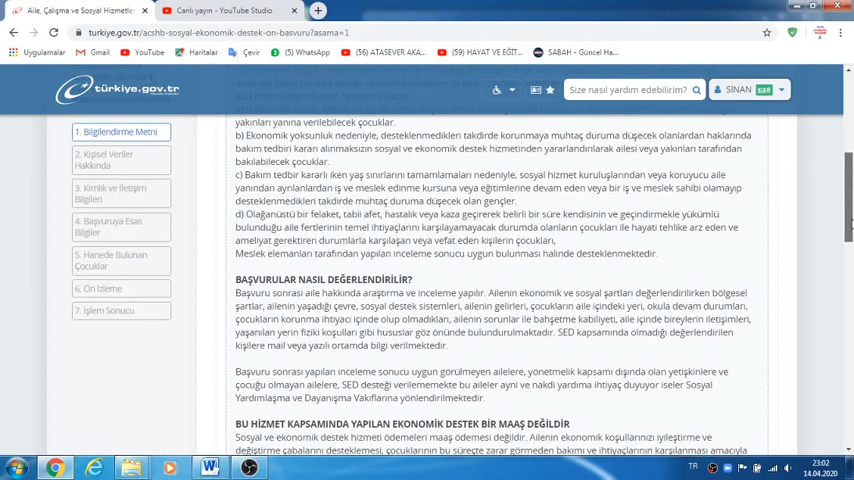 Aile, Çalışma ve Sosyal Hizmetler
Canlı yayın - YouTube Studio
turkiye.gov.tr/acshb-sosyal-ekonomik-destek-on-basvuru?asama=1
Uygulamalar
Gmail
YouTube
Haritalar
Çevir
(5) WhatsApp
(56) ATASEVER AKA...
(59) HAYAT VE EĞİT...
SABAH - Güncel Ha...
türkiye.gov.tr
Size nasıl yardım edebilirim?
SİNAN
1. Bilgilendirme Metni
2. Kişisel Veriler
Hakkında
3. Kimlik ve İletişim
Bilgileri
4. Başvuruya Esas
Bilgiler
5. Hanede Bulunan
Çocuklar
6. Ön İzleme
7. İşlem Sonucu
yakınları yanına verilebilecek çocuklar.
b) Ekonomik yoksunluk nedeniyle, desteklenmedikleri takdirde korunmaya muhtaç duruma düşecek olanlardan haklarında
bakım tedbiri kararı alınmaksızın sosyal ve ekonomik destek hizmetinden yararlandırılarak ailesi veya yakınları tarafından
bakılabilecek çocuklar.
c) Bakım tedbir kararlı iken yaş sınırlarını tamamlamaları nedeniyle, sosyal hizmet kuruluşlarından veya koruyucu aile
yanından ayrılanlardan iş ve meslek edinme kursuna veya eğitimlerine devam eden veya bir iş ve meslek sahibi olamayıp
desteklenmedikleri takdirde muhtaç duruma düşecek olan gençler.
d) Olağanüstü bir felaket, tabii afet, hastalık veya kaza geçirerek belirli bir süre kendisinin ve geçindirmekle yükümlü
bulunduğu aile fertlerinin temel ihtiyaçlarını karşılayamayacak durumda olanların çocukları ile hayati tehlike arz eden ve
ameliyat gerektiren durumlarla karşılaşan veya vefat eden kişilerin çocukları,
Meslek elemanları tarafından yapılan inceleme sonucu uygun bulunması halinde desteklenmektedir.
BAŞVURULAR NASIL DEĞERLENDİRİLİR?
Başvuru sonrası aile hakkında araştırma ve inceleme yapılır. Ailenin ekonomik ve sosyal şartları değerlendirilirken bölgesel
şartlar, ailenin yaşadığı çevre, sosyal destek sistemleri, ailenin gelirleri, çocukların aile içindeki yeri, okula devam durumları,
çocukların korunma ihtiyacı içinde olup olmadıkları, ailenin sorunlar ile bahşetme kabiliyeti, aile içinde bireylerin iletişimleri,
yaşanılan yerin fiziki koşulları gibi hususlar göz önünde bulundurulmaktadır. SED kapsamında olmadığı değerlendirilen
kişilere mail veya yazılı ortamda bilgi verilmektedir.
Başvuru sonrası yapılan inceleme sonucu uygun görülmeyen ailelere, yönetmelik kapsamı dışında olan yetişkinlere ve
çocuğu olmayan ailelere, SED desteği verilememekte bu aileler ayni ve nakdi yardıma ihtiyaç duyuyor iseler Sosyal
Yardımlaşma ve Dayanışma Vakıflarına yönlendirilmektedir.
BU HİZMET KAPSAMINDA YAPILAN EKONOMİK DESTEK BİR MAAŞ DEĞİLDİR
Sosyal ve ekonomik destek hizmeti ödemeleri maaş ödemesi değildir. Ailenin ekonomik koşullarınızı iyileştirme ve
değiştirme çabalarını desteklemesi, çocuklarının bu süreçte zarar görmeden bakımı ve ihtiyaçlarının karşılanması amacıyla
TR
23:02
14.04.2020